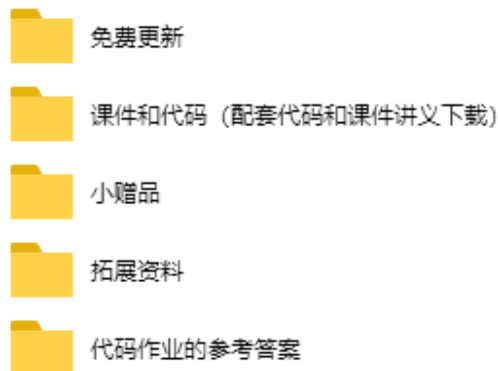 免费更新
课件和代码（配套代码和课件讲义下载）
小赠品
拓展资料
代码作业的参考答案